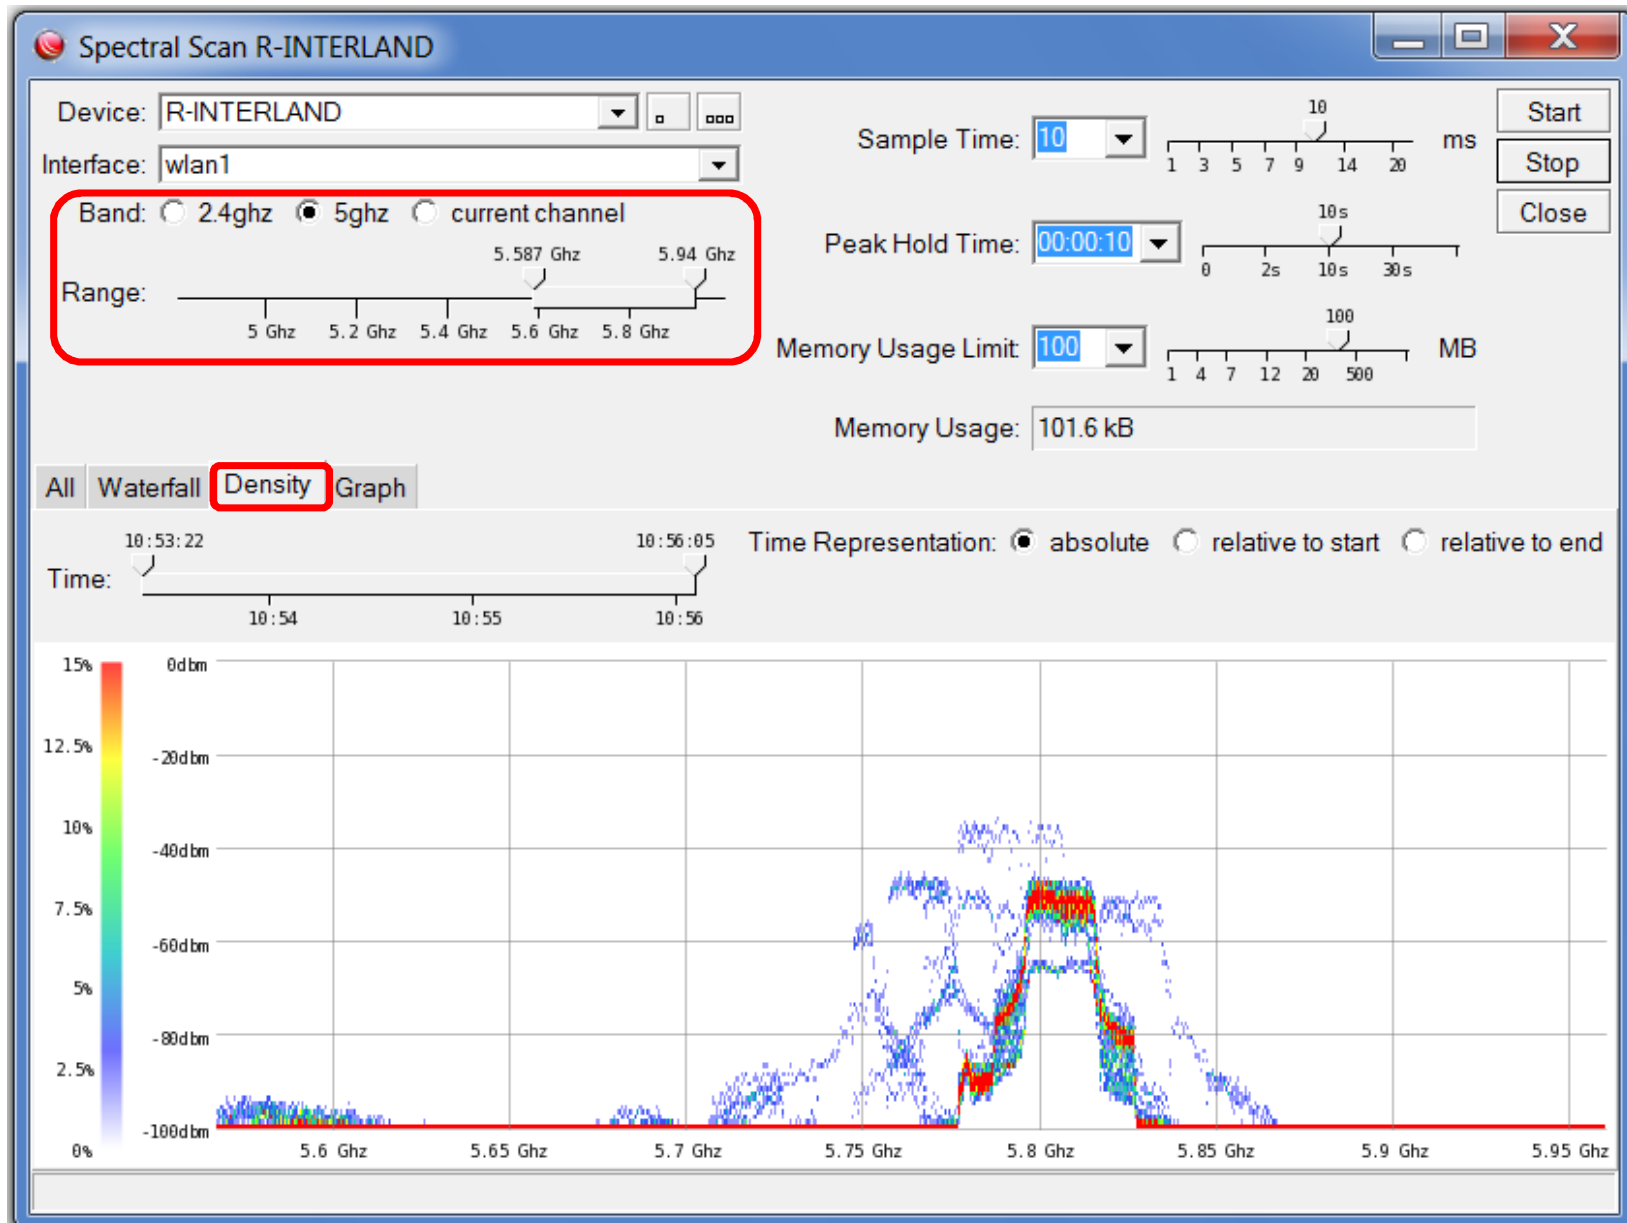 Spectral Scan R-INTERLAND
Device: R-INTERLAND
Interface: wlan1
Band: 2.4ghz 5ghz current channel
5.587 Ghz 5.94 Ghz
Range:
5 Ghz 5.2 Ghz 5.4 Ghz 5.6 Ghz 5.8 Ghz
10
Sample Time: 10 ms
1 3 5 7 9 14 20
10s
Peak Hold Time: 00:00:10
0 2s 10s 30s
100
Memory Usage Limit: 100 MB
1 4 7 12 20 500
Memory Usage: 101.6 kB
Start
Stop
Close
All Waterfall Density Graph
10:53:22 10:56:05
Time:
10:54 10:55 10:56
Time Representation: absolute relative to start relative to end
15%
12.5%
10%
7.5%
5%
2.5%
0%
0dbm
-20dbm
-40dbm
-60dbm
-80dbm
-100dbm
5.6 Ghz 5.65 Ghz 5.7 Ghz 5.75 Ghz 5.8 Ghz 5.85 Ghz 5.9 Ghz 5.95 Ghz